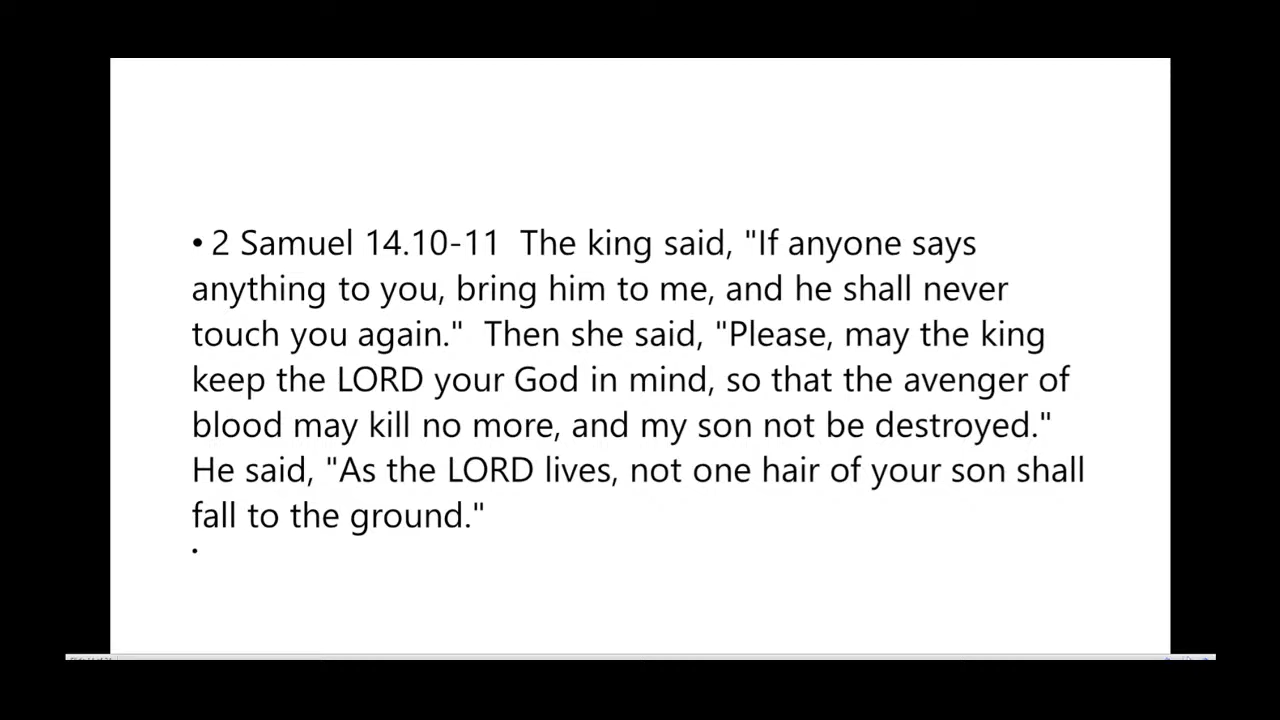 • 2 Samuel 14.10-11  The king said, "If anyone says
anything to you, bring him to me, and he shall never
touch you again."  Then she said, "Please, may the king
keep the LORD your God in mind, so that the avenger of
blood may kill no more, and my son not be destroyed."
He said, "As the LORD lives, not one hair of your son shall
fall to the ground."
•